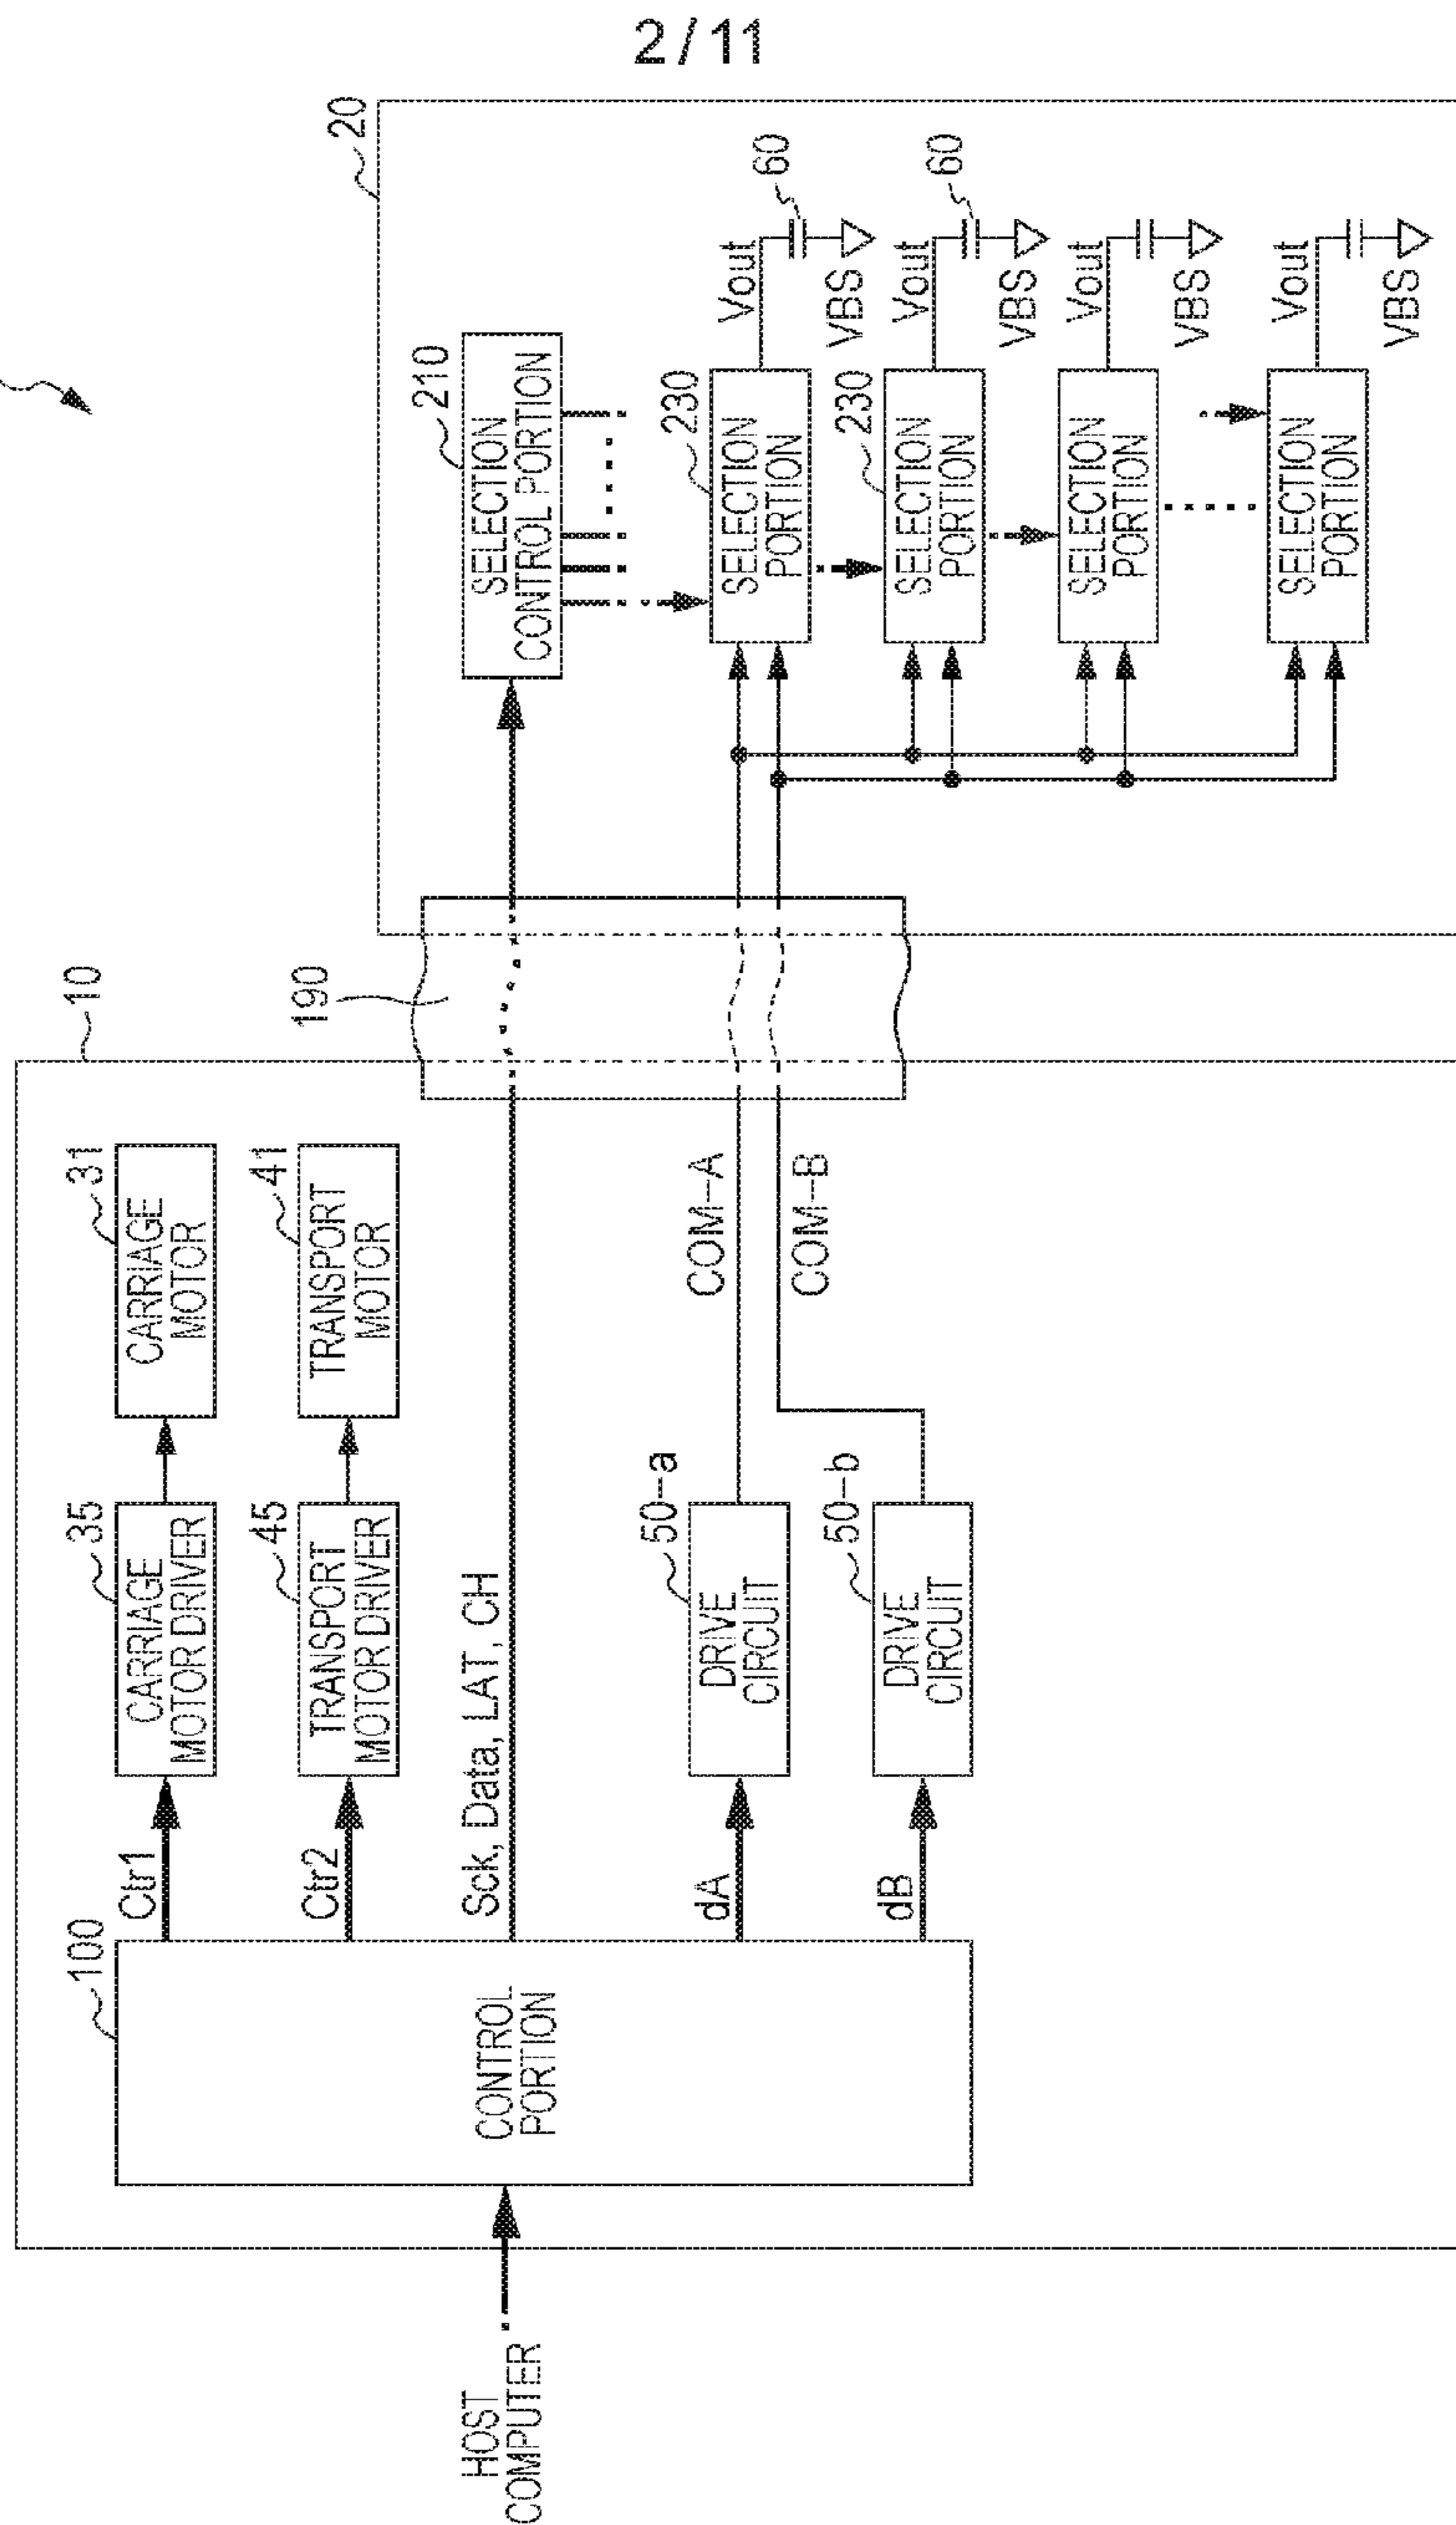 2/11
10
100
HOST
COMPUTER
CONTROL
PORTION
Ctr1
35
CARRIAGE
MOTOR DRIVER
31
CARRIAGE
MOTOR
Ctr2
45
TRANSPORT
MOTOR DRIVER
41
TRANSPORT
MOTOR
Sck, Data, LAT, CH
dA
50-a
DRIVE
CIRCUIT
COM-A
dB
50-b
DRIVE
CIRCUIT
COM-B
190
20
210
SELECTION
CONTROL PORTION
230
SELECTION
PORTION
Vout
60
VBS
230
SELECTION
PORTION
Vout
60
VBS
SELECTION
PORTION
Vout
VBS
SELECTION
PORTION
Vout
VBS